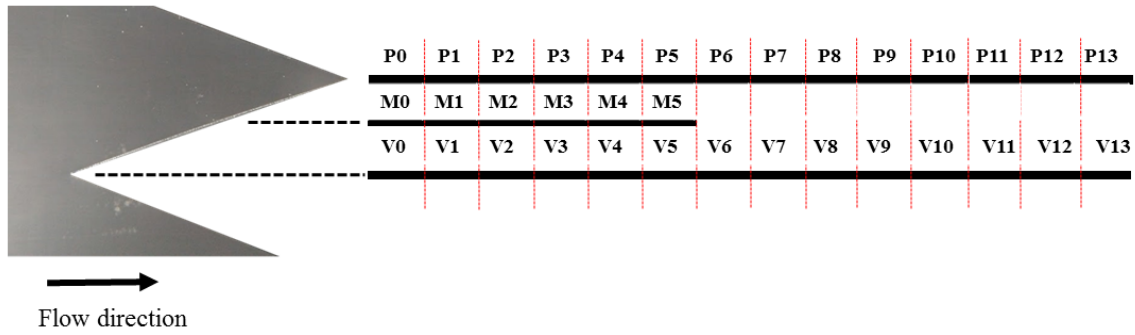 P0 P1 P2 P3 P4 P5 P6 P7 P8 P9 P10 P11 P12 P13
M0 M1 M2 M3 M4 M5
V0 V1 V2 V3 V4 V5 V6 V7 V8 V9 V10 V11 V12 V13
Flow direction